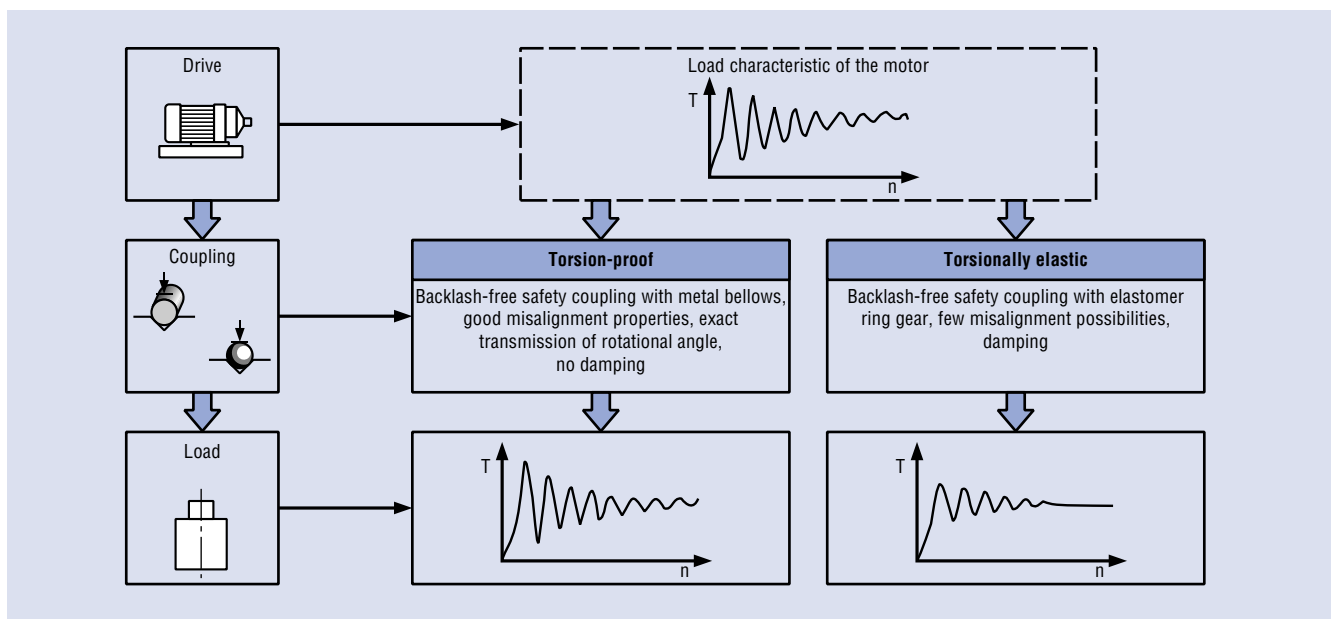 Drive
Load characteristic of the motor
T
n
Coupling
Torsion-proof
Backlash-free safety coupling with metal bellows,
good misalignment properties, exact
transmission of rotational angle,
no damping
Torsionally elastic
Backlash-free safety coupling with elastomer
ring gear, few misalignment possibilities,
damping
Load
T
n
T
n